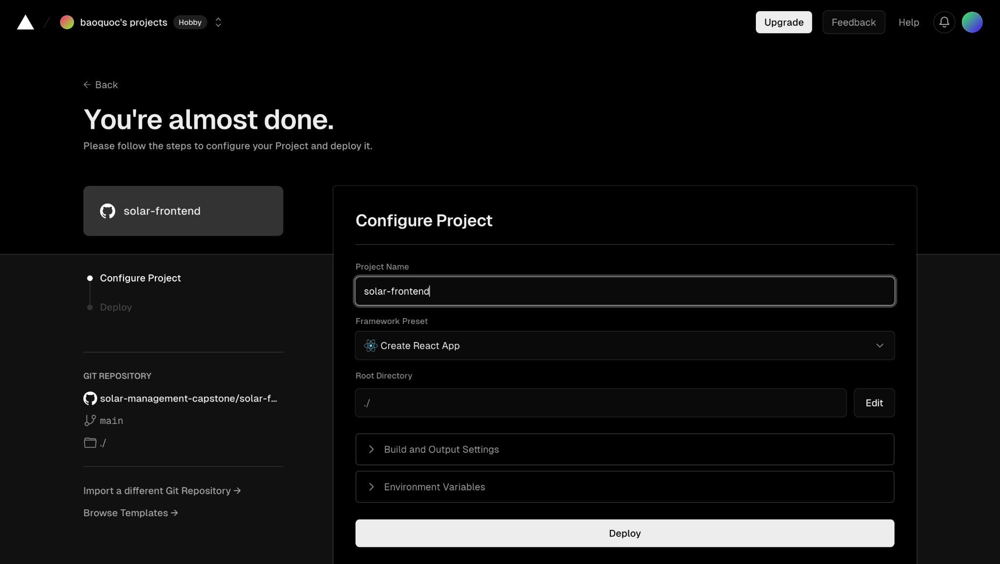 baoquoc's projects Hobby
Upgrade Feedback Help
← Back
You're almost done.
Please follow the steps to configure your Project and deploy it.
solar-frontend
Configure Project
Deploy
GIT REPOSITORY
solar-management-capstone/solar-f...
main
./
Import a different Git Repository →
Browse Templates →
Configure Project
Project Name
solar-frontend
Framework Preset
Create React App
Root Directory
./
Edit
Build and Output Settings
Environment Variables
Deploy